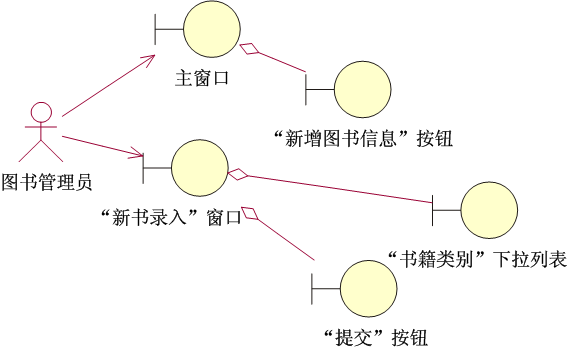 主窗口
“新增图书信息”按钮
图书管理员
“新书录入”窗口
“书籍类别”下拉列表
“提交”按钮